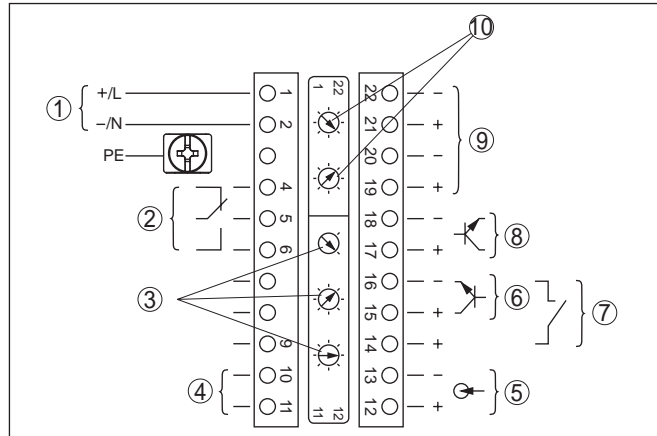 ⑩
① +/L 1 1 22 22 −
−/N 2 21 +
⑨
PE 20 −
4 19 +
② 5 18 −
⑧
6 17 +
16 −
③ ⑥ ⑦
15 +
9 14 +
④ 10 13 −
⑤
11 11 12 12 +